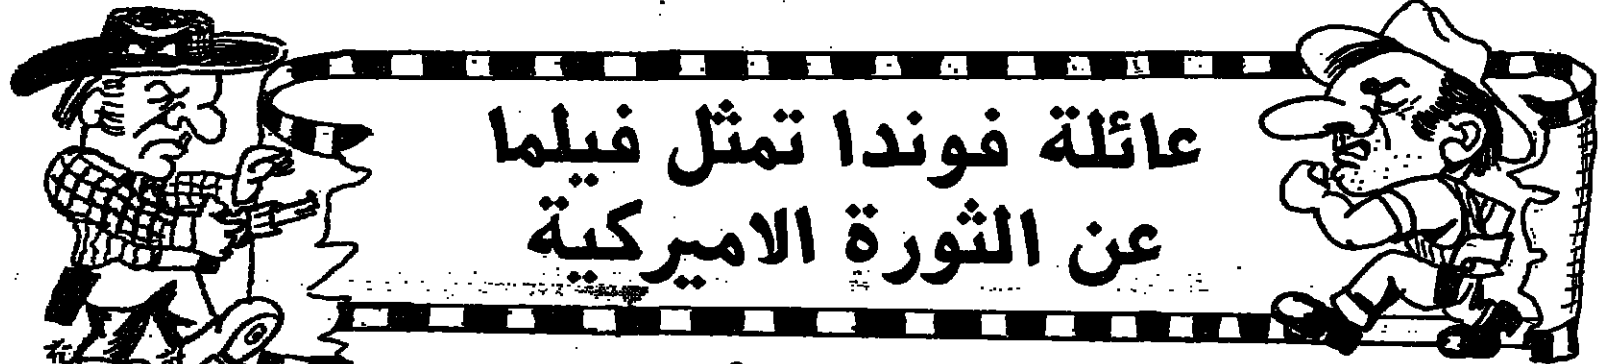 عائلة فوندا تمثل فيلما
عن الثورة الاميركية